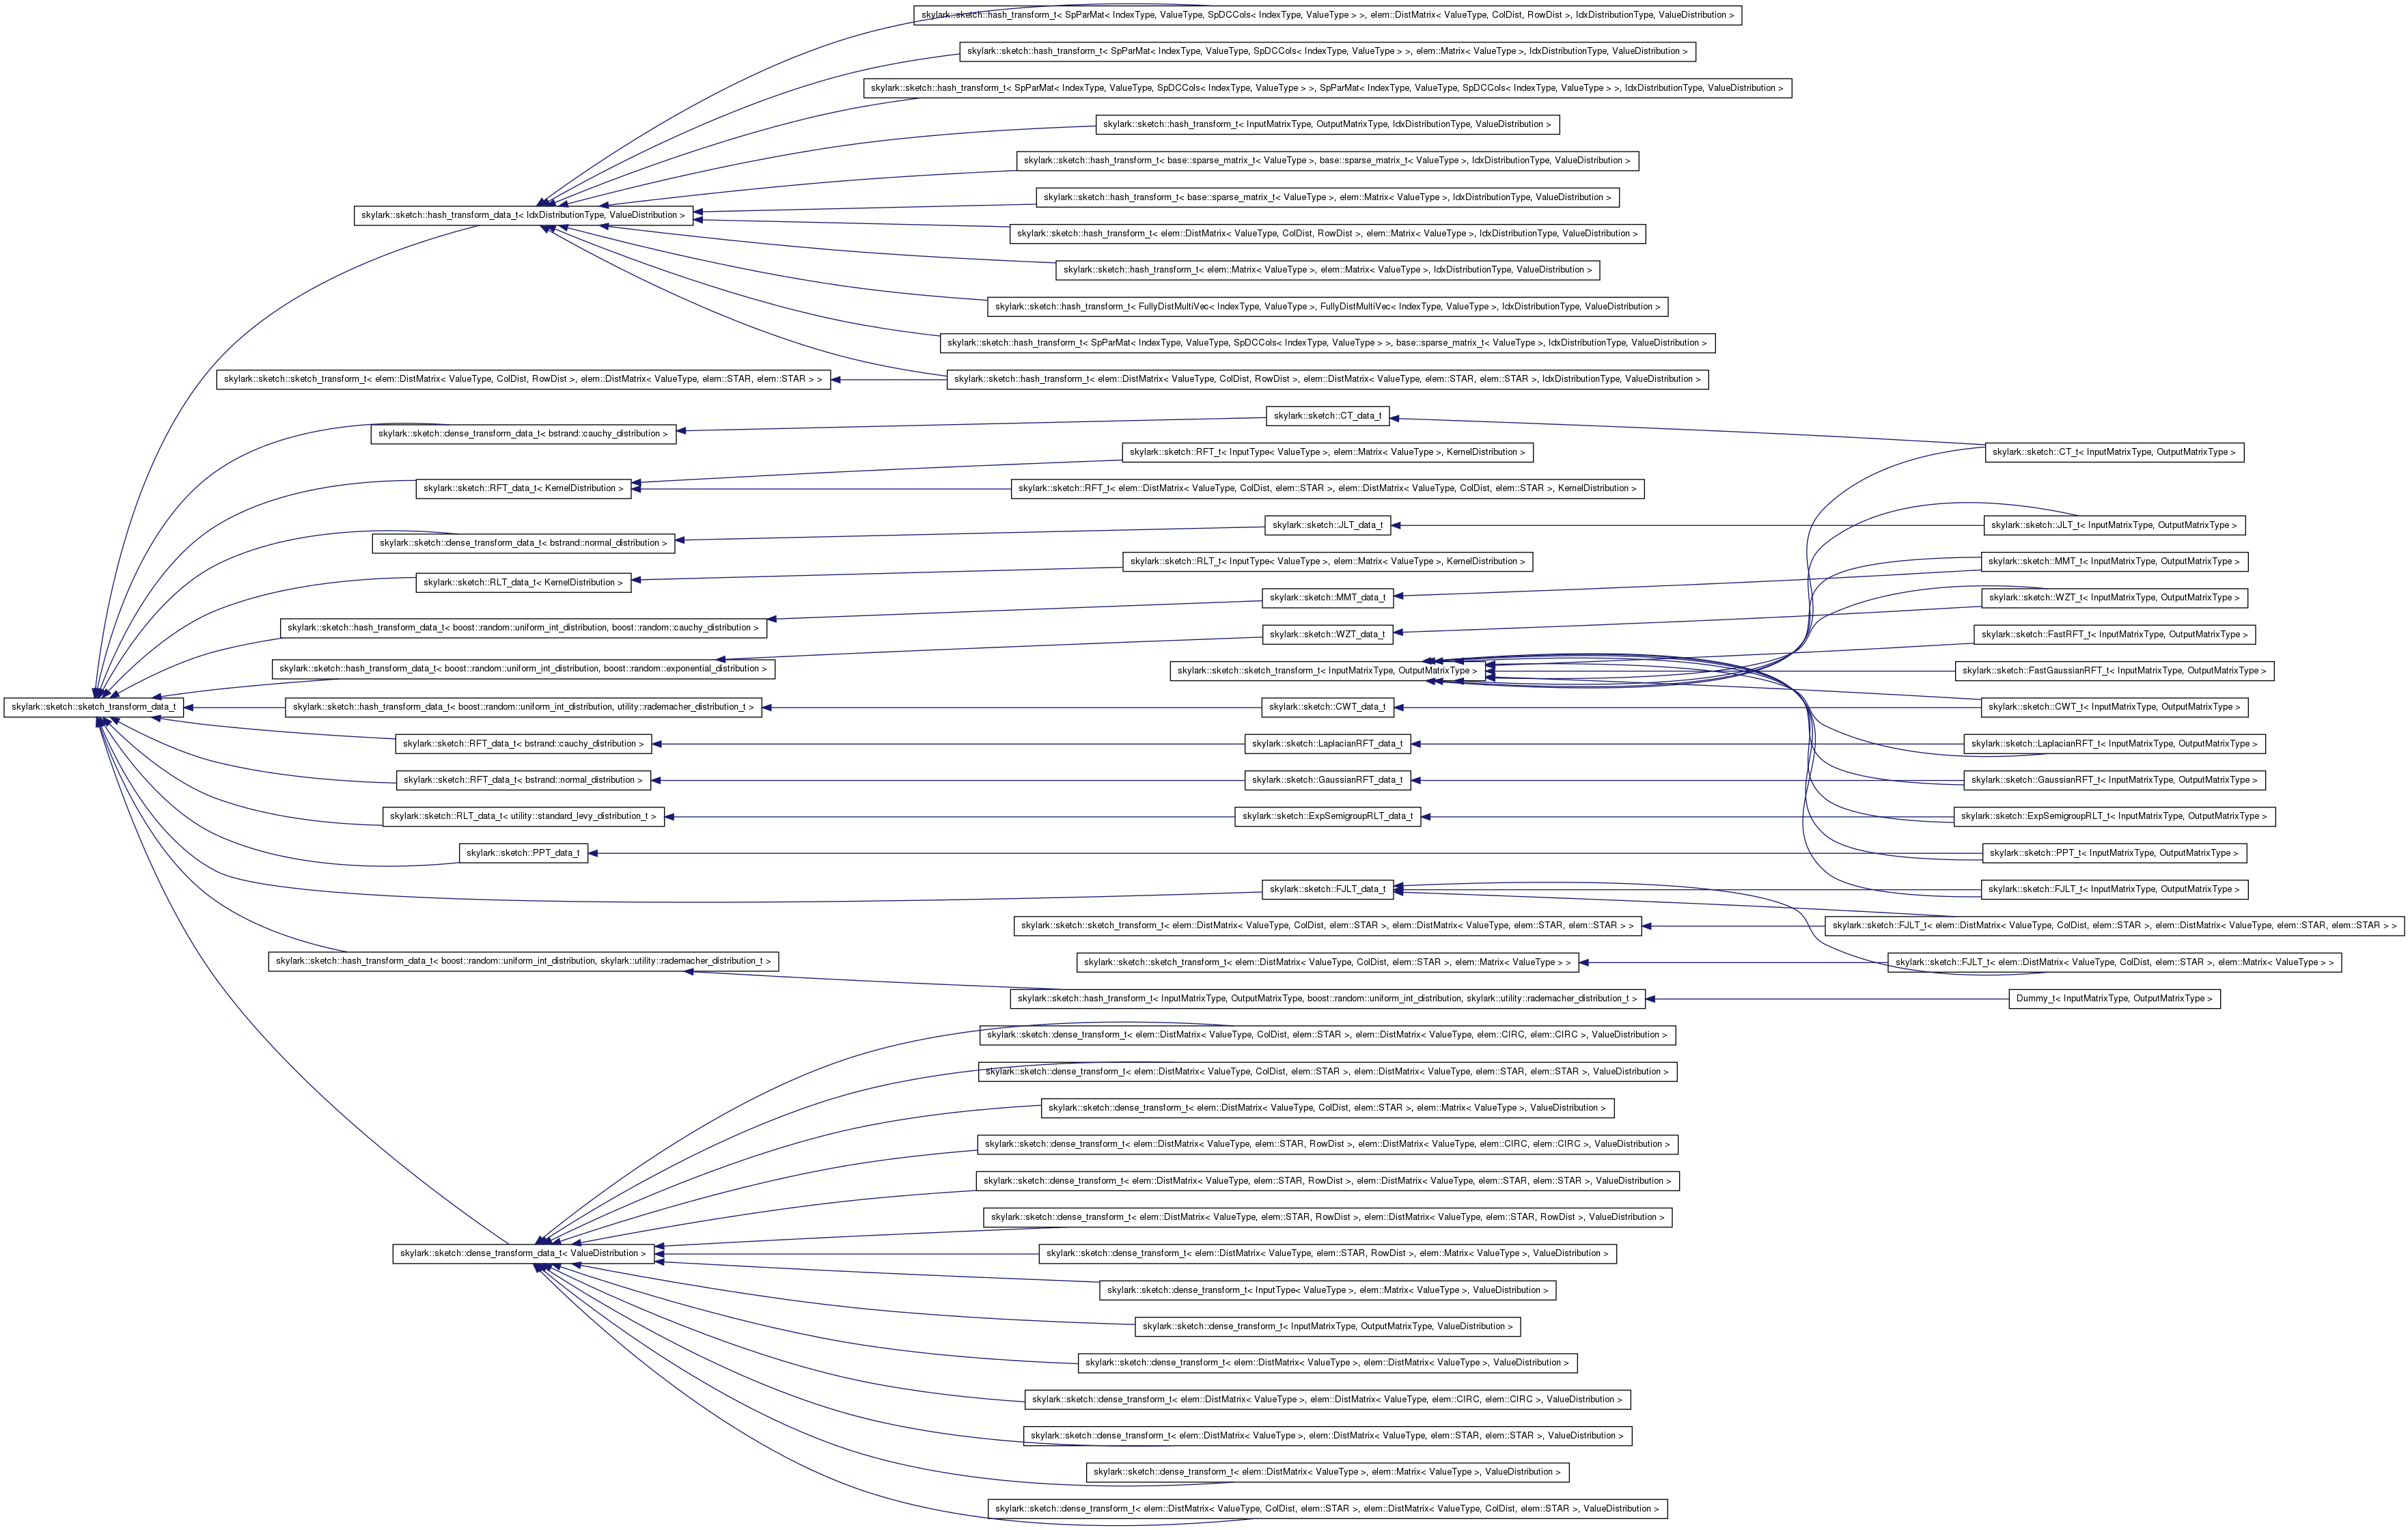 skylark::sketch::hash_transform_t< SpParMat< IndexType, ValueType, SpDCCols< IndexType, ValueType > >, elem::DistMatrix< ValueType, ColDist, RowDist >, IdxDistributionType, ValueDistribution >
skylark::sketch::hash_transform_t< SpParMat< IndexType, ValueType, SpDCCols< IndexType, ValueType > >, elem::Matrix< ValueType >, IdxDistributionType, ValueDistribution >
skylark::sketch::hash_transform_t< SpParMat< IndexType, ValueType, SpDCCols< IndexType, ValueType > >, SpParMat< IndexType, ValueType, SpDCCols< IndexType, ValueType > >, IdxDistributionType, ValueDistribution >
skylark::sketch::hash_transform_t< InputMatrixType, OutputMatrixType, IdxDistributionType, ValueDistribution >
skylark::sketch::hash_transform_t< base::sparse_matrix_t< ValueType >, base::sparse_matrix_t< ValueType >, IdxDistributionType, ValueDistribution >
skylark::sketch::hash_transform_t< base::sparse_matrix_t< ValueType >, elem::Matrix< ValueType >, IdxDistributionType, ValueDistribution >
skylark::sketch::hash_transform_data_t< IdxDistributionType, ValueDistribution >
skylark::sketch::hash_transform_t< elem::DistMatrix< ValueType, ColDist, RowDist >, elem::Matrix< ValueType >, IdxDistributionType, ValueDistribution >
skylark::sketch::hash_transform_t< elem::Matrix< ValueType >, elem::Matrix< ValueType >, IdxDistributionType, ValueDistribution >
skylark::sketch::hash_transform_t< FullyDistMultiVec< IndexType, ValueType >, FullyDistMultiVec< IndexType, ValueType >, IdxDistributionType, ValueDistribution >
skylark::sketch::hash_transform_t< SpParMat< IndexType, ValueType, SpDCCols< IndexType, ValueType > >, base::sparse_matrix_t< ValueType >, IdxDistributionType, ValueDistribution >
skylark::sketch::sketch_transform_t< elem::DistMatrix< ValueType, ColDist, RowDist >, elem::DistMatrix< ValueType, elem::STAR, elem::STAR > >
skylark::sketch::hash_transform_t< elem::DistMatrix< ValueType, ColDist, RowDist >, elem::DistMatrix< ValueType, elem::STAR, elem::STAR >, IdxDistributionType, ValueDistribution >
skylark::sketch::CT_data_t
skylark::sketch::dense_transform_data_t< bstrand::cauchy_distribution >
skylark::sketch::RFT_t< InputType< ValueType >, elem::Matrix< ValueType >, KernelDistribution >
skylark::sketch::CT_t< InputMatrixType, OutputMatrixType >
skylark::sketch::RFT_data_t< KernelDistribution >
skylark::sketch::RFT_t< elem::DistMatrix< ValueType, ColDist, elem::STAR >, elem::DistMatrix< ValueType, ColDist, elem::STAR >, KernelDistribution >
skylark::sketch::JLT_data_t
skylark::sketch::JLT_t< InputMatrixType, OutputMatrixType >
skylark::sketch::dense_transform_data_t< bstrand::normal_distribution >
skylark::sketch::RLT_t< InputType< ValueType >, elem::Matrix< ValueType >, KernelDistribution >
skylark::sketch::MMT_t< InputMatrixType, OutputMatrixType >
skylark::sketch::RLT_data_t< KernelDistribution >
skylark::sketch::MMT_data_t
skylark::sketch::WZT_t< InputMatrixType, OutputMatrixType >
skylark::sketch::hash_transform_data_t< boost::random::uniform_int_distribution, boost::random::cauchy_distribution >
skylark::sketch::WZT_data_t
skylark::sketch::FastRFT_t< InputMatrixType, OutputMatrixType >
skylark::sketch::hash_transform_data_t< boost::random::uniform_int_distribution, boost::random::exponential_distribution >
skylark::sketch::sketch_transform_t< InputMatrixType, OutputMatrixType >
skylark::sketch::FastGaussianRFT_t< InputMatrixType, OutputMatrixType >
skylark::sketch::sketch_transform_data_t
skylark::sketch::hash_transform_data_t< boost::random::uniform_int_distribution, utility::rademacher_distribution_t >
skylark::sketch::CWT_data_t
skylark::sketch::CWT_t< InputMatrixType, OutputMatrixType >
skylark::sketch::RFT_data_t< bstrand::cauchy_distribution >
skylark::sketch::LaplacianRFT_data_t
skylark::sketch::LaplacianRFT_t< InputMatrixType, OutputMatrixType >
skylark::sketch::RFT_data_t< bstrand::normal_distribution >
skylark::sketch::GaussianRFT_data_t
skylark::sketch::GaussianRFT_t< InputMatrixType, OutputMatrixType >
skylark::sketch::RLT_data_t< utility::standard_levy_distribution_t >
skylark::sketch::ExpSemigroupRLT_data_t
skylark::sketch::ExpSemigroupRLT_t< InputMatrixType, OutputMatrixType >
skylark::sketch::PPT_data_t
skylark::sketch::PPT_t< InputMatrixType, OutputMatrixType >
skylark::sketch::FJLT_data_t
skylark::sketch::FJLT_t< InputMatrixType, OutputMatrixType >
skylark::sketch::sketch_transform_t< elem::DistMatrix< ValueType, ColDist, elem::STAR >, elem::DistMatrix< ValueType, elem::STAR, elem::STAR > >
skylark::sketch::FJLT_t< elem::DistMatrix< ValueType, ColDist, elem::STAR >, elem::DistMatrix< ValueType, elem::STAR, elem::STAR > >
skylark::sketch::hash_transform_data_t< boost::random::uniform_int_distribution, skylark::utility::rademacher_distribution_t >
skylark::sketch::sketch_transform_t< elem::DistMatrix< ValueType, ColDist, elem::STAR >, elem::Matrix< ValueType > >
skylark::sketch::FJLT_t< elem::DistMatrix< ValueType, ColDist, elem::STAR >, elem::Matrix< ValueType > >
skylark::sketch::hash_transform_t< InputMatrixType, OutputMatrixType, boost::random::uniform_int_distribution, skylark::utility::rademacher_distribution_t >
Dummy_t< InputMatrixType, OutputMatrixType >
skylark::sketch::dense_transform_t< elem::DistMatrix< ValueType, ColDist, elem::STAR >, elem::DistMatrix< ValueType, elem::CIRC, elem::CIRC >, ValueDistribution >
skylark::sketch::dense_transform_t< elem::DistMatrix< ValueType, ColDist, elem::STAR >, elem::DistMatrix< ValueType, elem::STAR, elem::STAR >, ValueDistribution >
skylark::sketch::dense_transform_t< elem::DistMatrix< ValueType, ColDist, elem::STAR >, elem::Matrix< ValueType >, ValueDistribution >
skylark::sketch::dense_transform_t< elem::DistMatrix< ValueType, elem::STAR, RowDist >, elem::DistMatrix< ValueType, elem::CIRC, elem::CIRC >, ValueDistribution >
skylark::sketch::dense_transform_t< elem::DistMatrix< ValueType, elem::STAR, RowDist >, elem::DistMatrix< ValueType, elem::STAR, elem::STAR >, ValueDistribution >
skylark::sketch::dense_transform_t< elem::DistMatrix< ValueType, elem::STAR, RowDist >, elem::DistMatrix< ValueType, elem::STAR, RowDist >, ValueDistribution >
skylark::sketch::dense_transform_data_t< ValueDistribution >
skylark::sketch::dense_transform_t< elem::DistMatrix< ValueType, elem::STAR, RowDist >, elem::Matrix< ValueType >, ValueDistribution >
skylark::sketch::dense_transform_t< InputType< ValueType >, elem::Matrix< ValueType >, ValueDistribution >
skylark::sketch::dense_transform_t< InputMatrixType, OutputMatrixType, ValueDistribution >
skylark::sketch::dense_transform_t< elem::DistMatrix< ValueType >, elem::DistMatrix< ValueType >, ValueDistribution >
skylark::sketch::dense_transform_t< elem::DistMatrix< ValueType >, elem::DistMatrix< ValueType, elem::CIRC, elem::CIRC >, ValueDistribution >
skylark::sketch::dense_transform_t< elem::DistMatrix< ValueType >, elem::DistMatrix< ValueType, elem::STAR, elem::STAR >, ValueDistribution >
skylark::sketch::dense_transform_t< elem::DistMatrix< ValueType >, elem::Matrix< ValueType >, ValueDistribution >
skylark::sketch::dense_transform_t< elem::DistMatrix< ValueType, ColDist, elem::STAR >, elem::DistMatrix< ValueType, ColDist, elem::STAR >, ValueDistribution >